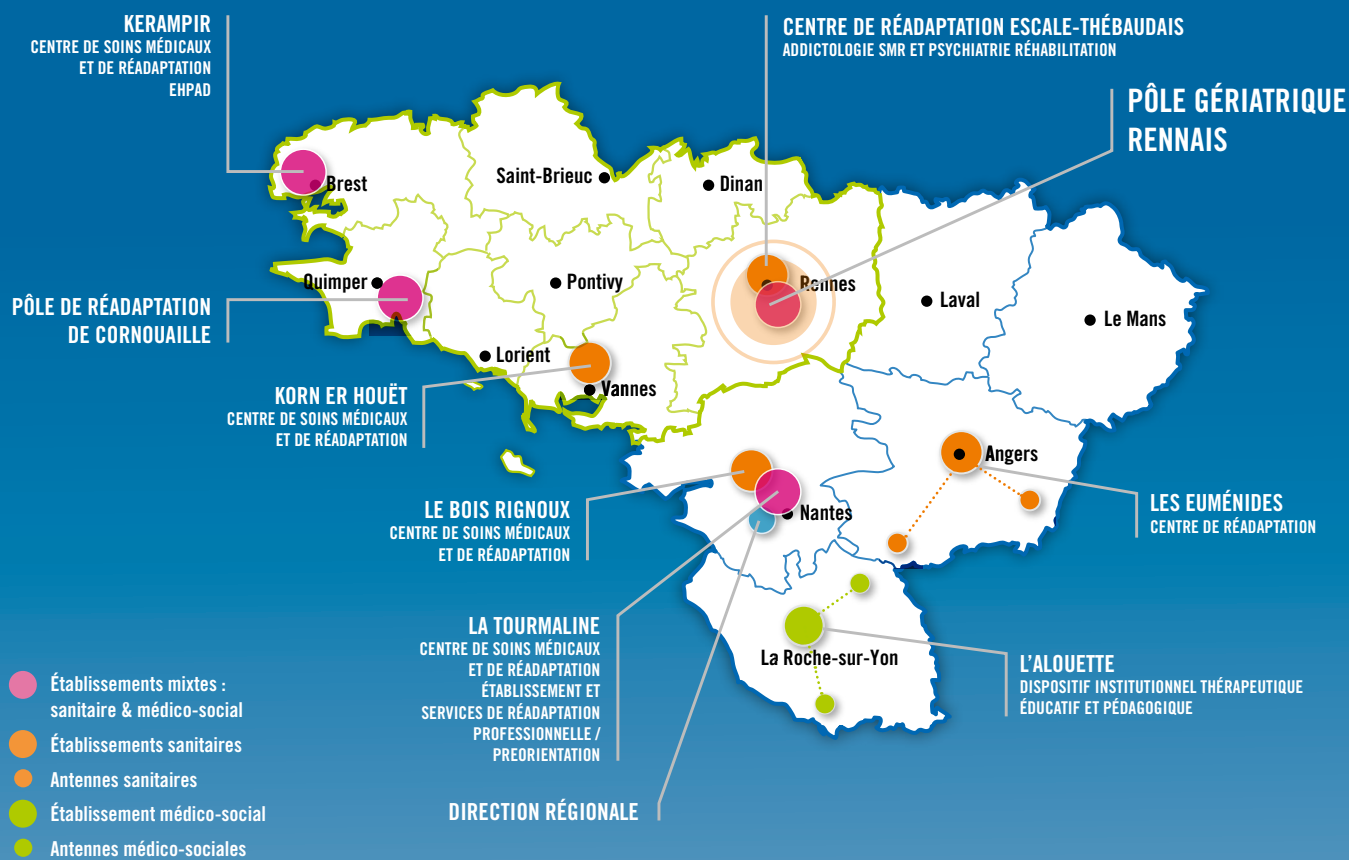 KERAMPIR
CENTRE DE SOINS MÉDICAUX
ET DE RÉADAPTATION
EHPAD
CENTRE DE RÉADAPTATION ESCALE-THÉBAUDAIS
ADDICTOLOGIE SMR ET PSYCHIATRIE RÉHABILITATION
PÔLE GÉRIATRIQUE
RENNAIS
Brest
Saint-Brieuc
Dinan
Quimper
Pontivy
Rennes
Laval
Le Mans
PÔLE DE RÉADAPTATION
DE CORNOUAILLE
Lorient
Vannes
KORN ER HOUËT
CENTRE DE SOINS MÉDICAUX
ET DE RÉADAPTATION
Angers
LE BOIS RIGNOUX
CENTRE DE SOINS MÉDICAUX
ET DE RÉADAPTATION
Nantes
LES EUMÉNIDES
CENTRE DE RÉADAPTATION
LA TOURMALINE
CENTRE DE SOINS MÉDICAUX
ET DE RÉADAPTATION
ÉTABLISSEMENT ET
SERVICES DE RÉADAPTATION
PROFESSIONNELLE /
PREORIENTATION
La Roche-sur-Yon
L'ALOUETTE
DISPOSITIF INSTITUTIONNEL THÉRAPEUTIQUE
ÉDUCATIF ET PÉDAGOGIQUE
DIRECTION RÉGIONALE
Établissements mixtes :
sanitaire & médico-social
Établissements sanitaires
Antennes sanitaires
Établissement médico-social
Antennes médico-sociales